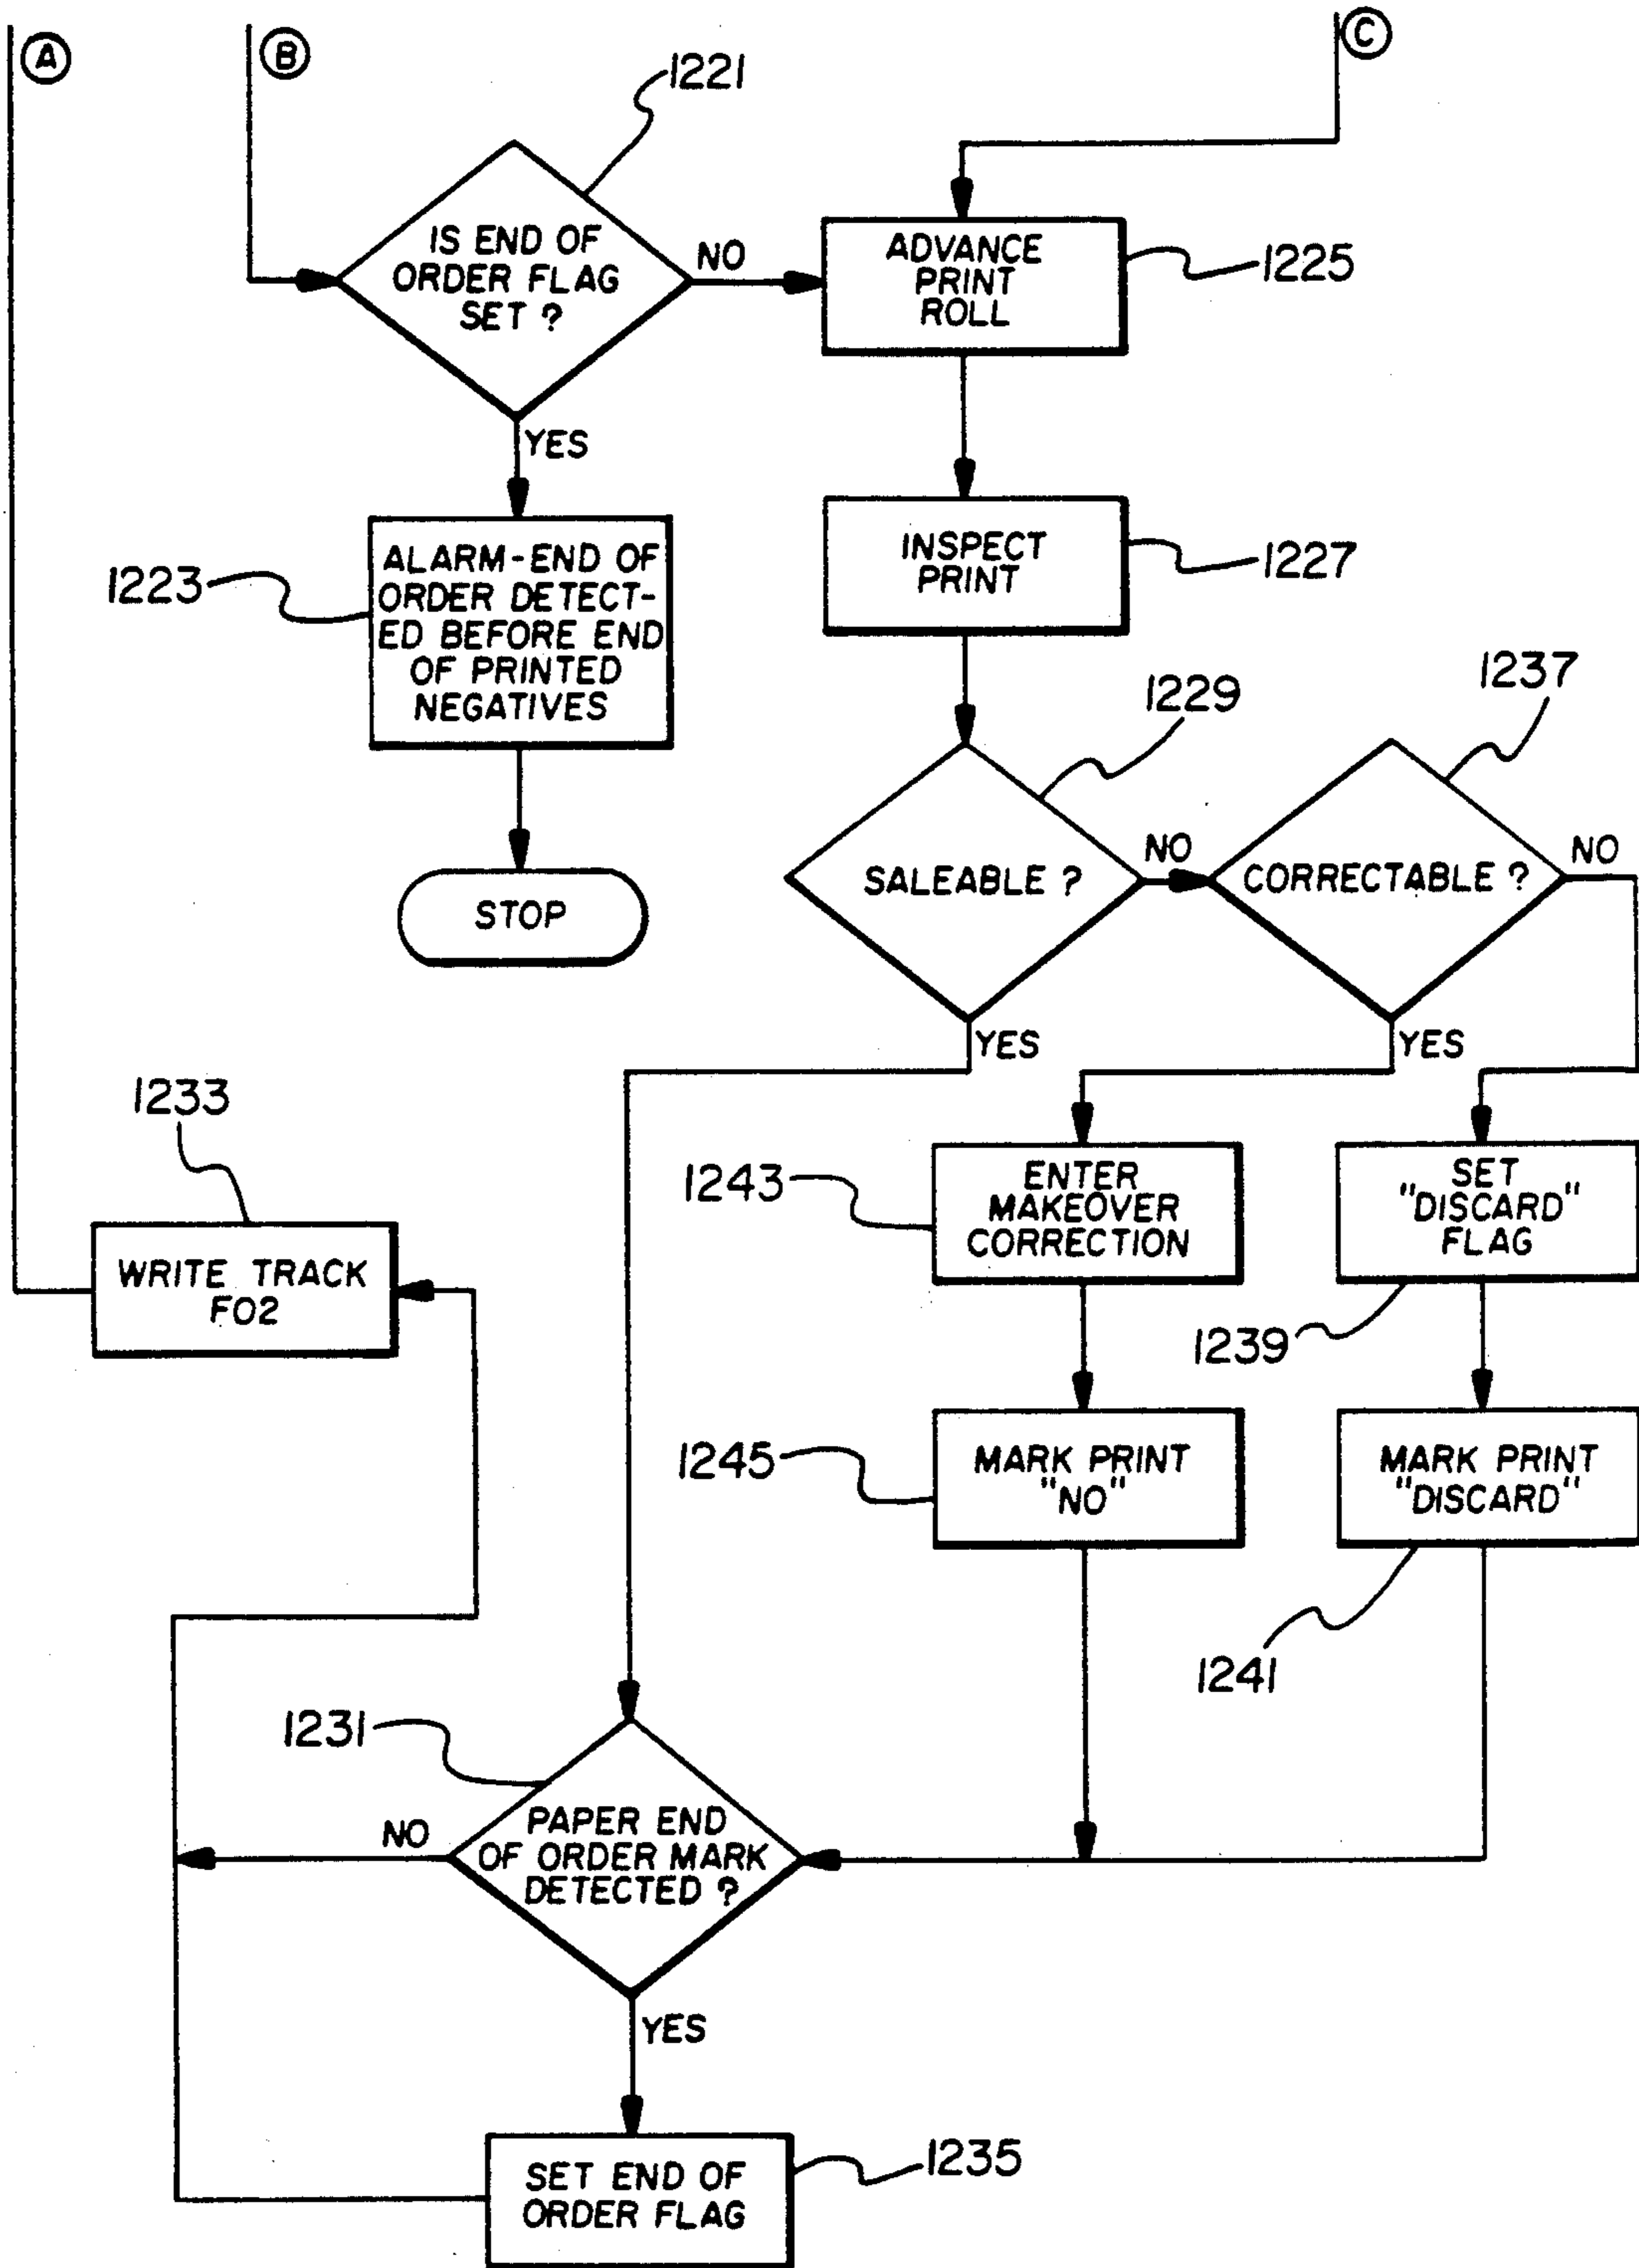 A
B
C
1221
IS END OF
ORDER FLAG
SET ?
NO
YES
ADVANCE
PRINT
ROLL
1225
1223
ALARM-END OF
ORDER DETECT-
ED BEFORE END
OF PRINTED
NEGATIVES
INSPECT
PRINT
1227
STOP
1229
SALEABLE ?
NO
YES
1237
CORRECTABLE ?
NO
YES
1233
WRITE TRACK
F02
1243
ENTER
MAKEOVER
CORRECTION
SET
"DISCARD"
FLAG
1239
1245
MARK PRINT
"NO"
MARK PRINT
"DISCARD"
1241
1231
PAPER END
OF ORDER MARK
DETECTED ?
NO
YES
SET END OF
ORDER FLAG
1235